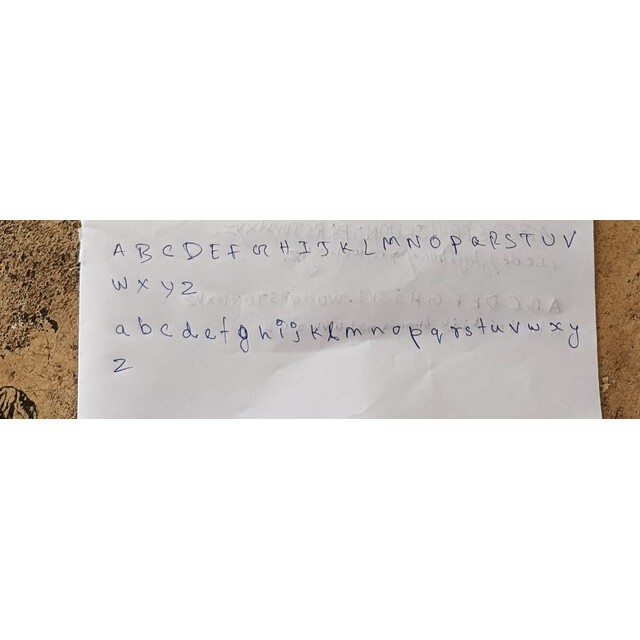 A B C D E F G H I J K L M N O P Q R S T U V
W X Y Z
a b c d e f g h i j k l m n o p q r s t u v w x y
z